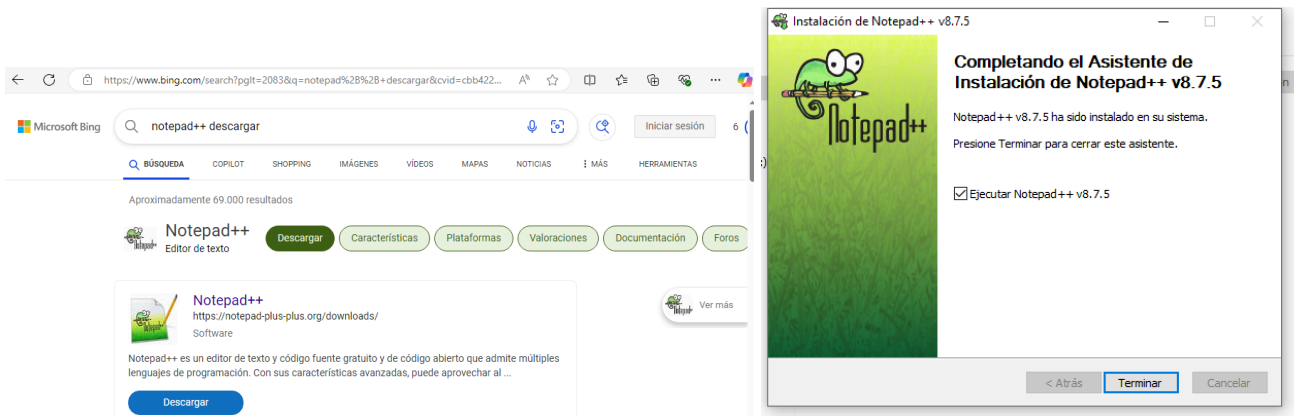 https://www.bing.com/search?pglt=2083&q=notepad%2B%2B+descargar&cvid=cbb422...
Microsoft Bing
notepad++ descargar
Iniciar sesión
6
BÚSQUEDA
COPILOT
SHOPPING
IMÁGENES
VÍDEOS
MAPAS
NOTICIAS
MÁS
HERRAMIENTAS
Aproximadamente 69.000 resultados
Notepad++
Notepad++
Editor de texto
Descargar
Características
Plataformas
Valoraciones
Documentación
Foros
Notepad++
Notepad++
https://notepad-plus-plus.org/downloads/
Software
Notepad++
Ver más
Notepad++ es un editor de texto y código fuente gratuito y de código abierto que admite múltiples
lenguajes de programación. Con sus características avanzadas, puede aprovechar al ...
Descargar
Instalación de Notepad++ v8.7.5
Notepad++
Completando el Asistente de
Instalación de Notepad++ v8.7.5
Notepad++ v8.7.5 ha sido instalado en su sistema.
Presione Terminar para cerrar este asistente.
Ejecutar Notepad++ v8.7.5
< Atrás
Terminar
Cancelar
:)
n